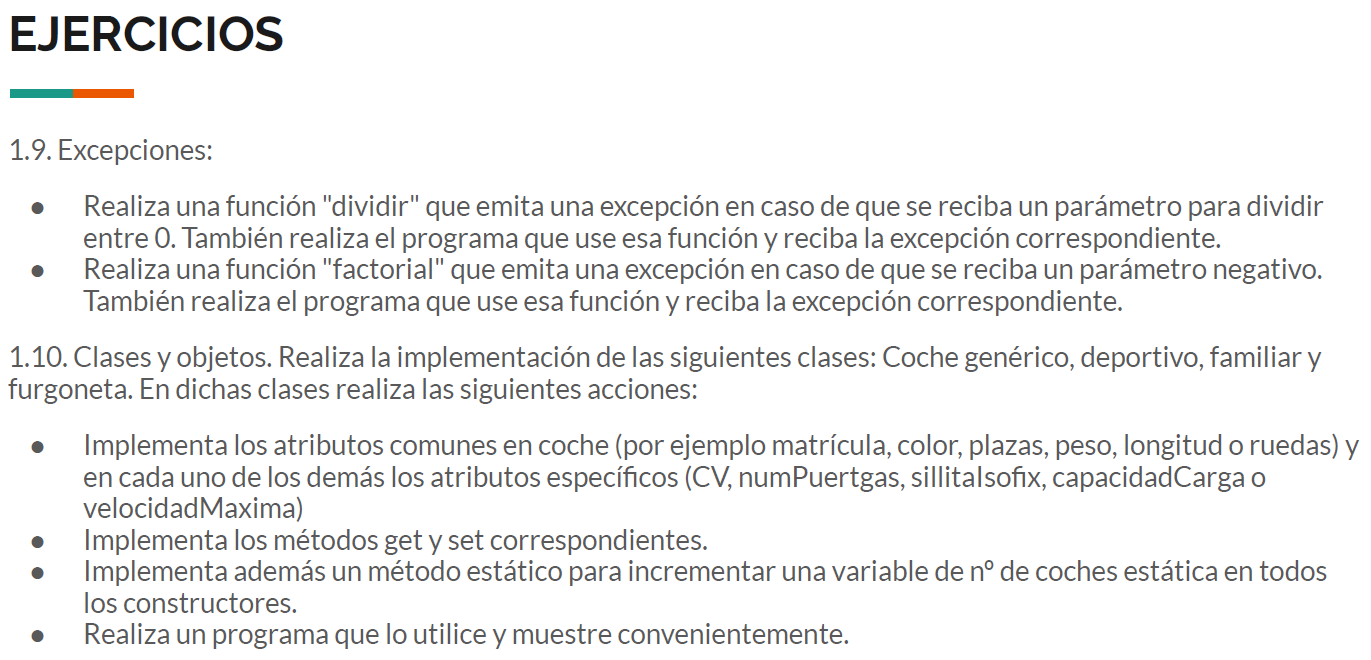 EJERCICIOS
1.9. Excepciones:
● Realiza una función "dividir" que emita una excepción en caso de que se reciba un parámetro para dividir
entre 0. También realiza el programa que use esa función y reciba la excepción correspondiente.
● Realiza una función "factorial" que emita una excepción en caso de que se reciba un parámetro negativo.
También realiza el programa que use esa función y reciba la excepción correspondiente.
1.10. Clases y objetos. Realiza la implementación de las siguientes clases: Coche genérico, deportivo, familiar y
furgoneta. En dichas clases realiza las siguientes acciones:
● Implementa los atributos comunes en coche (por ejemplo matrícula, color, plazas, peso, longitud o ruedas) y
en cada uno de los demás los atributos específicos (CV, numPuertgas, sillitaIsofix, capacidadCarga o
velocidadMaxima)
● Implementa los métodos get y set correspondientes.
● Implementa además un método estático para incrementar una variable de nº de coches estática en todos
los constructores.
● Realiza un programa que lo utilice y muestre convenientemente.